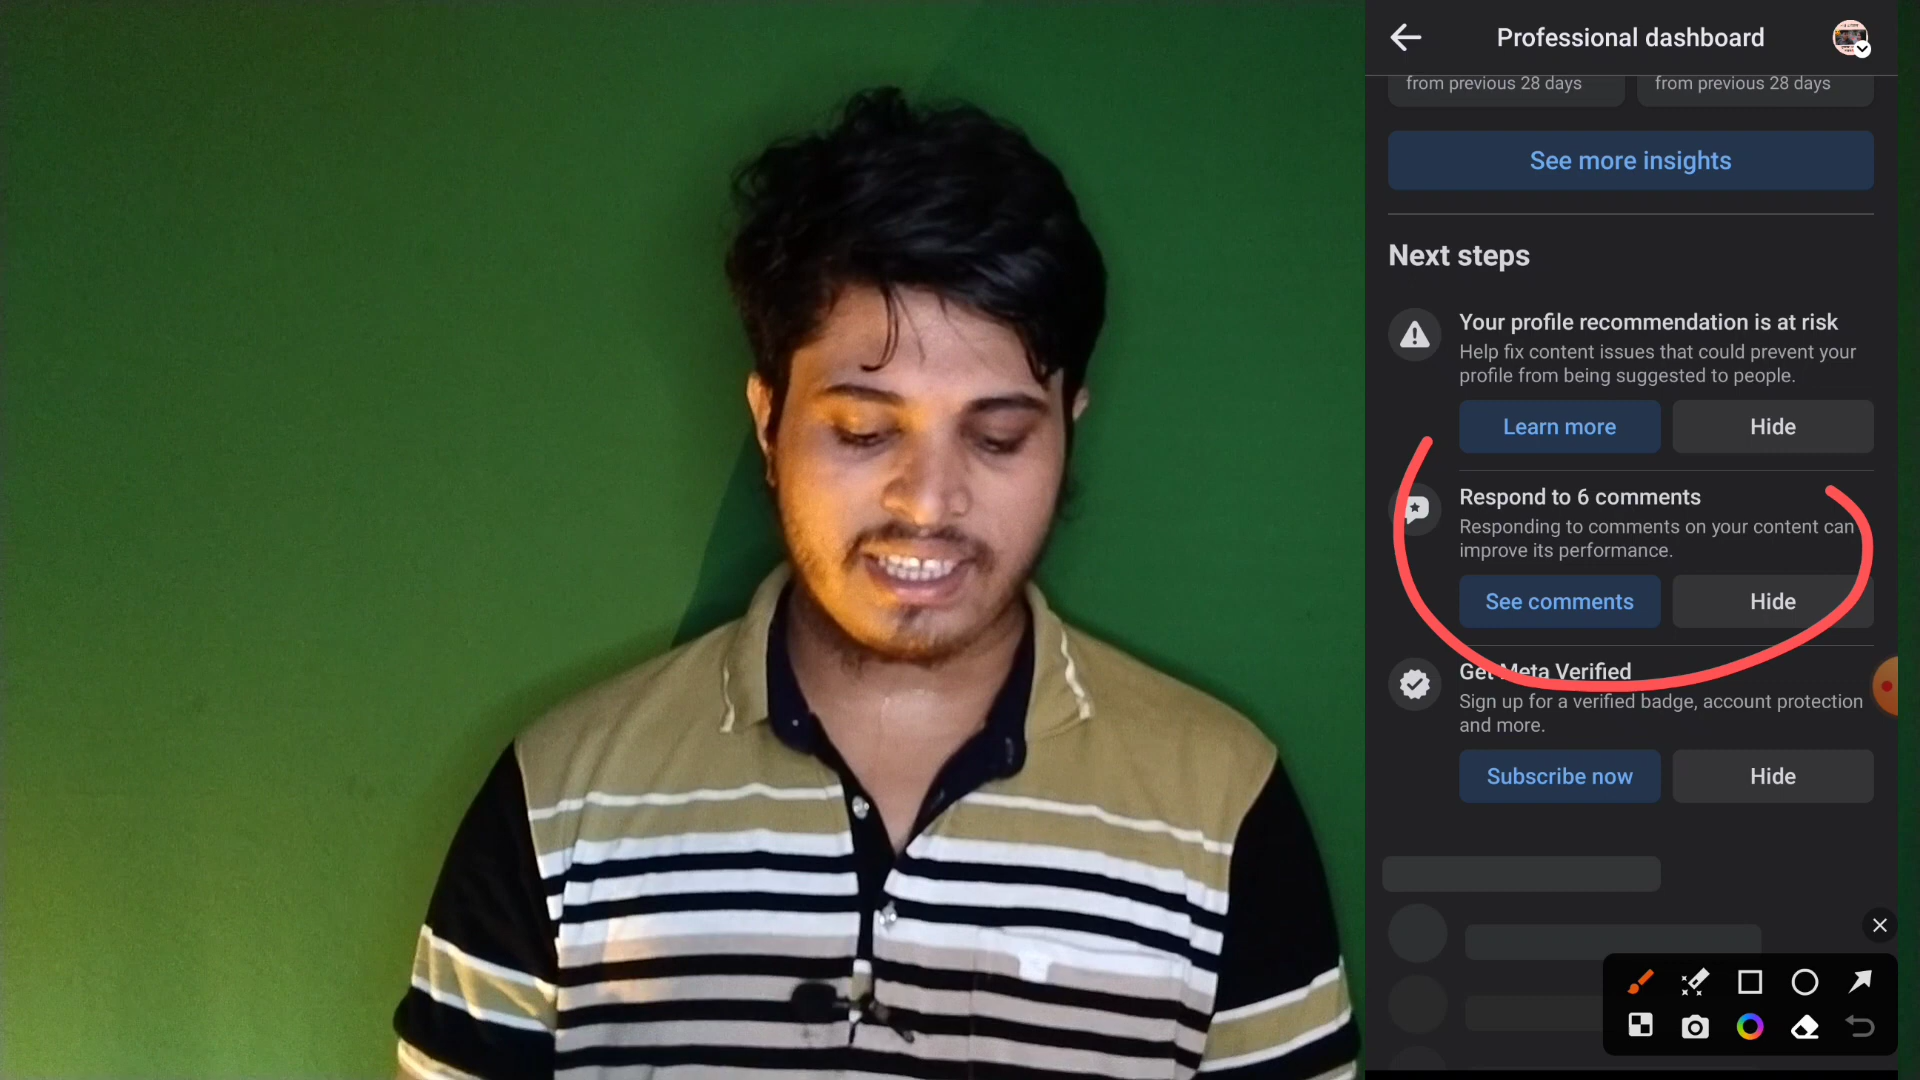 Professional dashboard
from previous 28 days
from previous 28 days
See more insights
Next steps
Your profile recommendation is at risk
Help fix content issues that could prevent your
profile from being suggested to people.
Learn more
Hide
Respond to 6 comments
Responding to comments on your content can
improve its performance.
See comments
Hide
Get Meta Verified
Sign up for a verified badge, account protection
and more.
Subscribe now
Hide